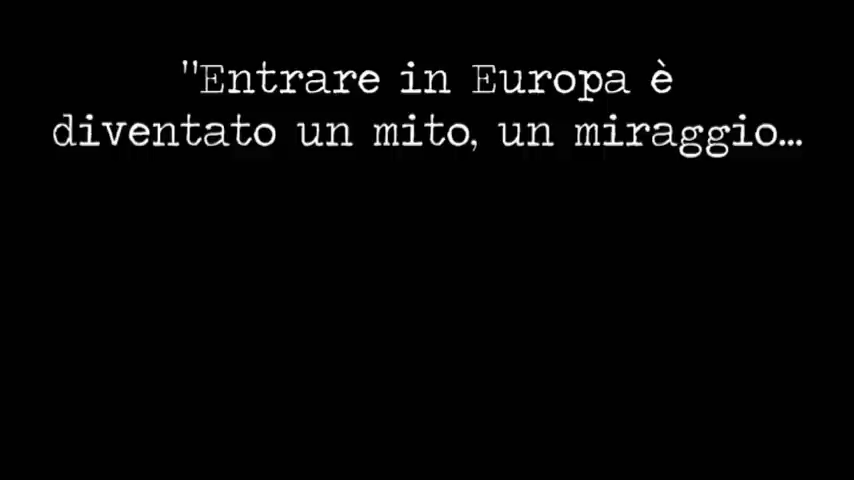 "Entrare in Europa è
diventato un mito, un miraggio...